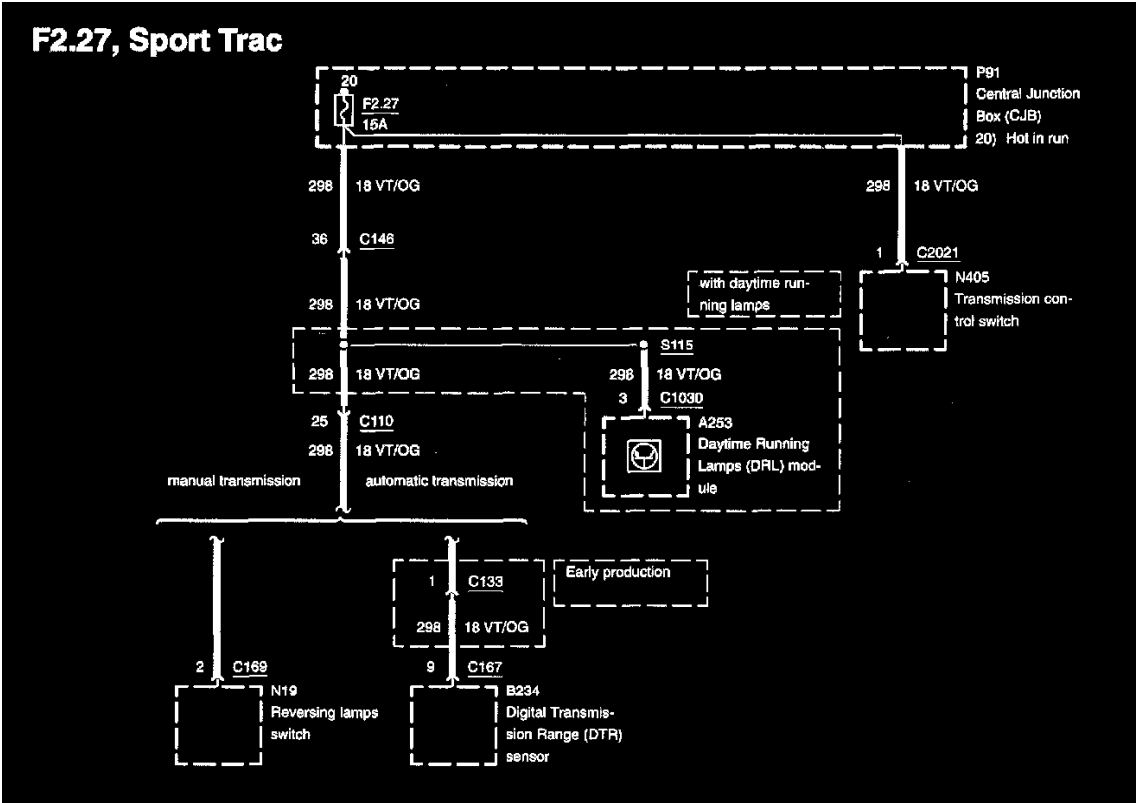 F2.27, Sport Trac
20
F2.27
15A
P91
Central Junction
Box (CJB)
20) Hot in run
298 18 VT/OG
298 18 VT/OG
36 C146
1 C2021
N405
Transmission con-
trol switch
with daytime run-
ning lamps
298 18 VT/OG
S115
298 18 VT/OG
298 18 VT/OG
3 C1030
25 C110
A253
Daytime Running
Lamps (DRL) mod-
ule
298 18 VT/OG
manual transmission
automatic transmission
Early production
1 C133
298 18 VT/OG
2 C169
9 C167
N19
Reversing lamps
switch
B234
Digital Transmis-
sion Range (DTR)
sensor